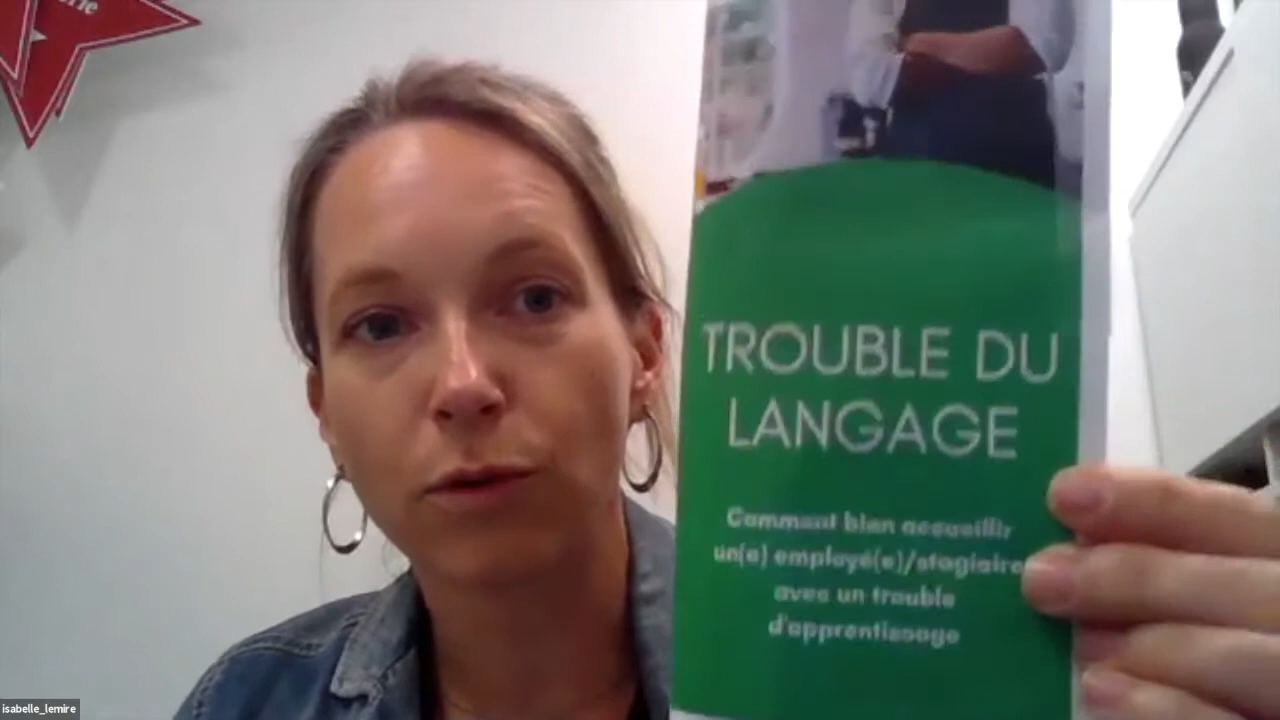 TROUBLE DU
LANGAGE
Comment bien accueillir
un(e) employé(e)/stagiaire
avec un trouble
d'apprentissage
isabelle_lemire